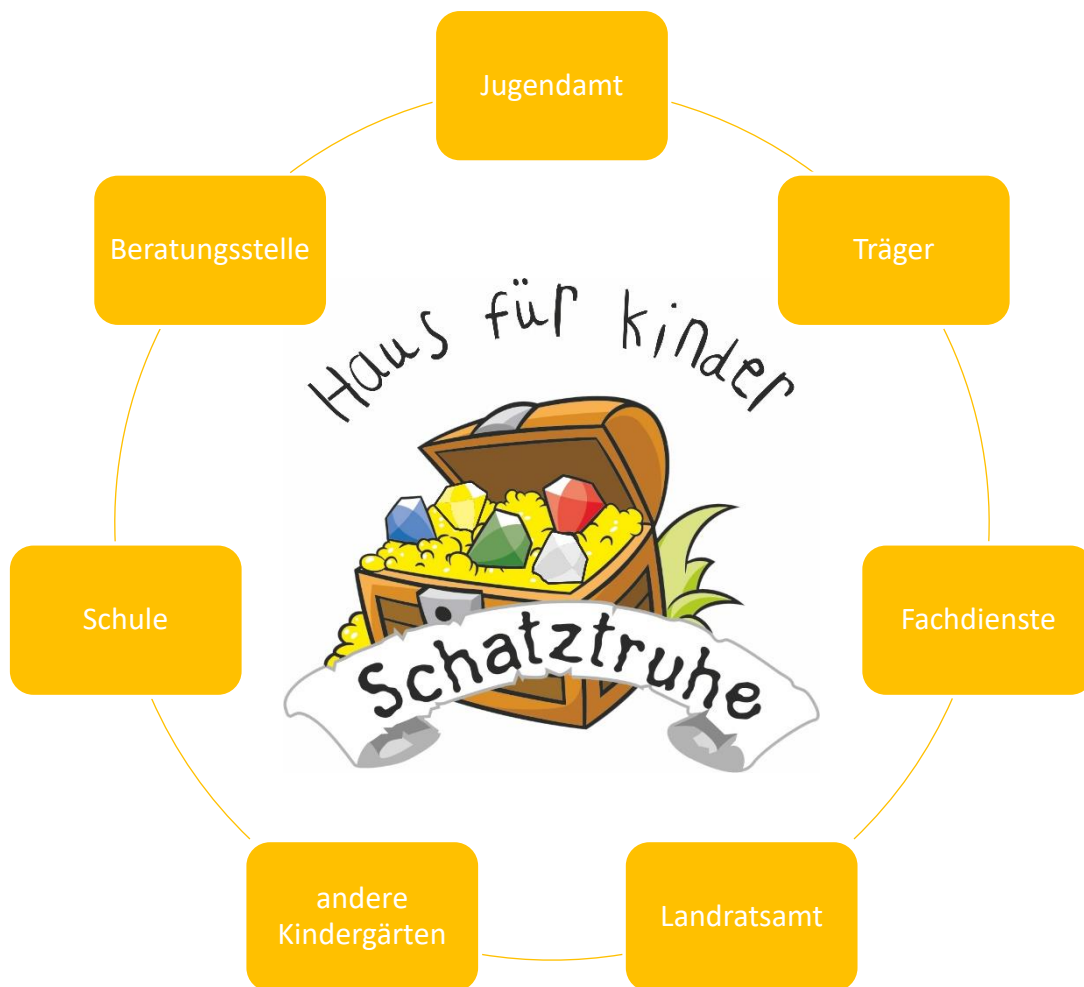 Jugendamt
Beratungsstelle
Träger
Haus für kinder
Schatztruhe
Schule
Fachdienste
andere
Kindergärten
Landratsamt